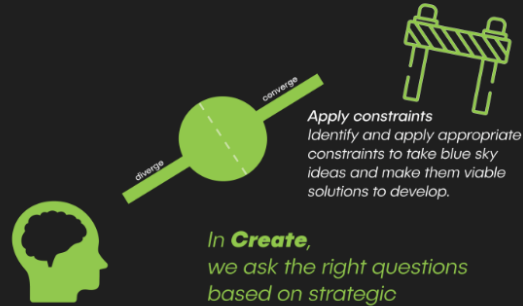 converge
diverge
Apply constraints
Identify and apply appropriate
constraints to take blue sky
ideas and make them viable
solutions to develop.
In Create,
we ask the right questions
based on strategic